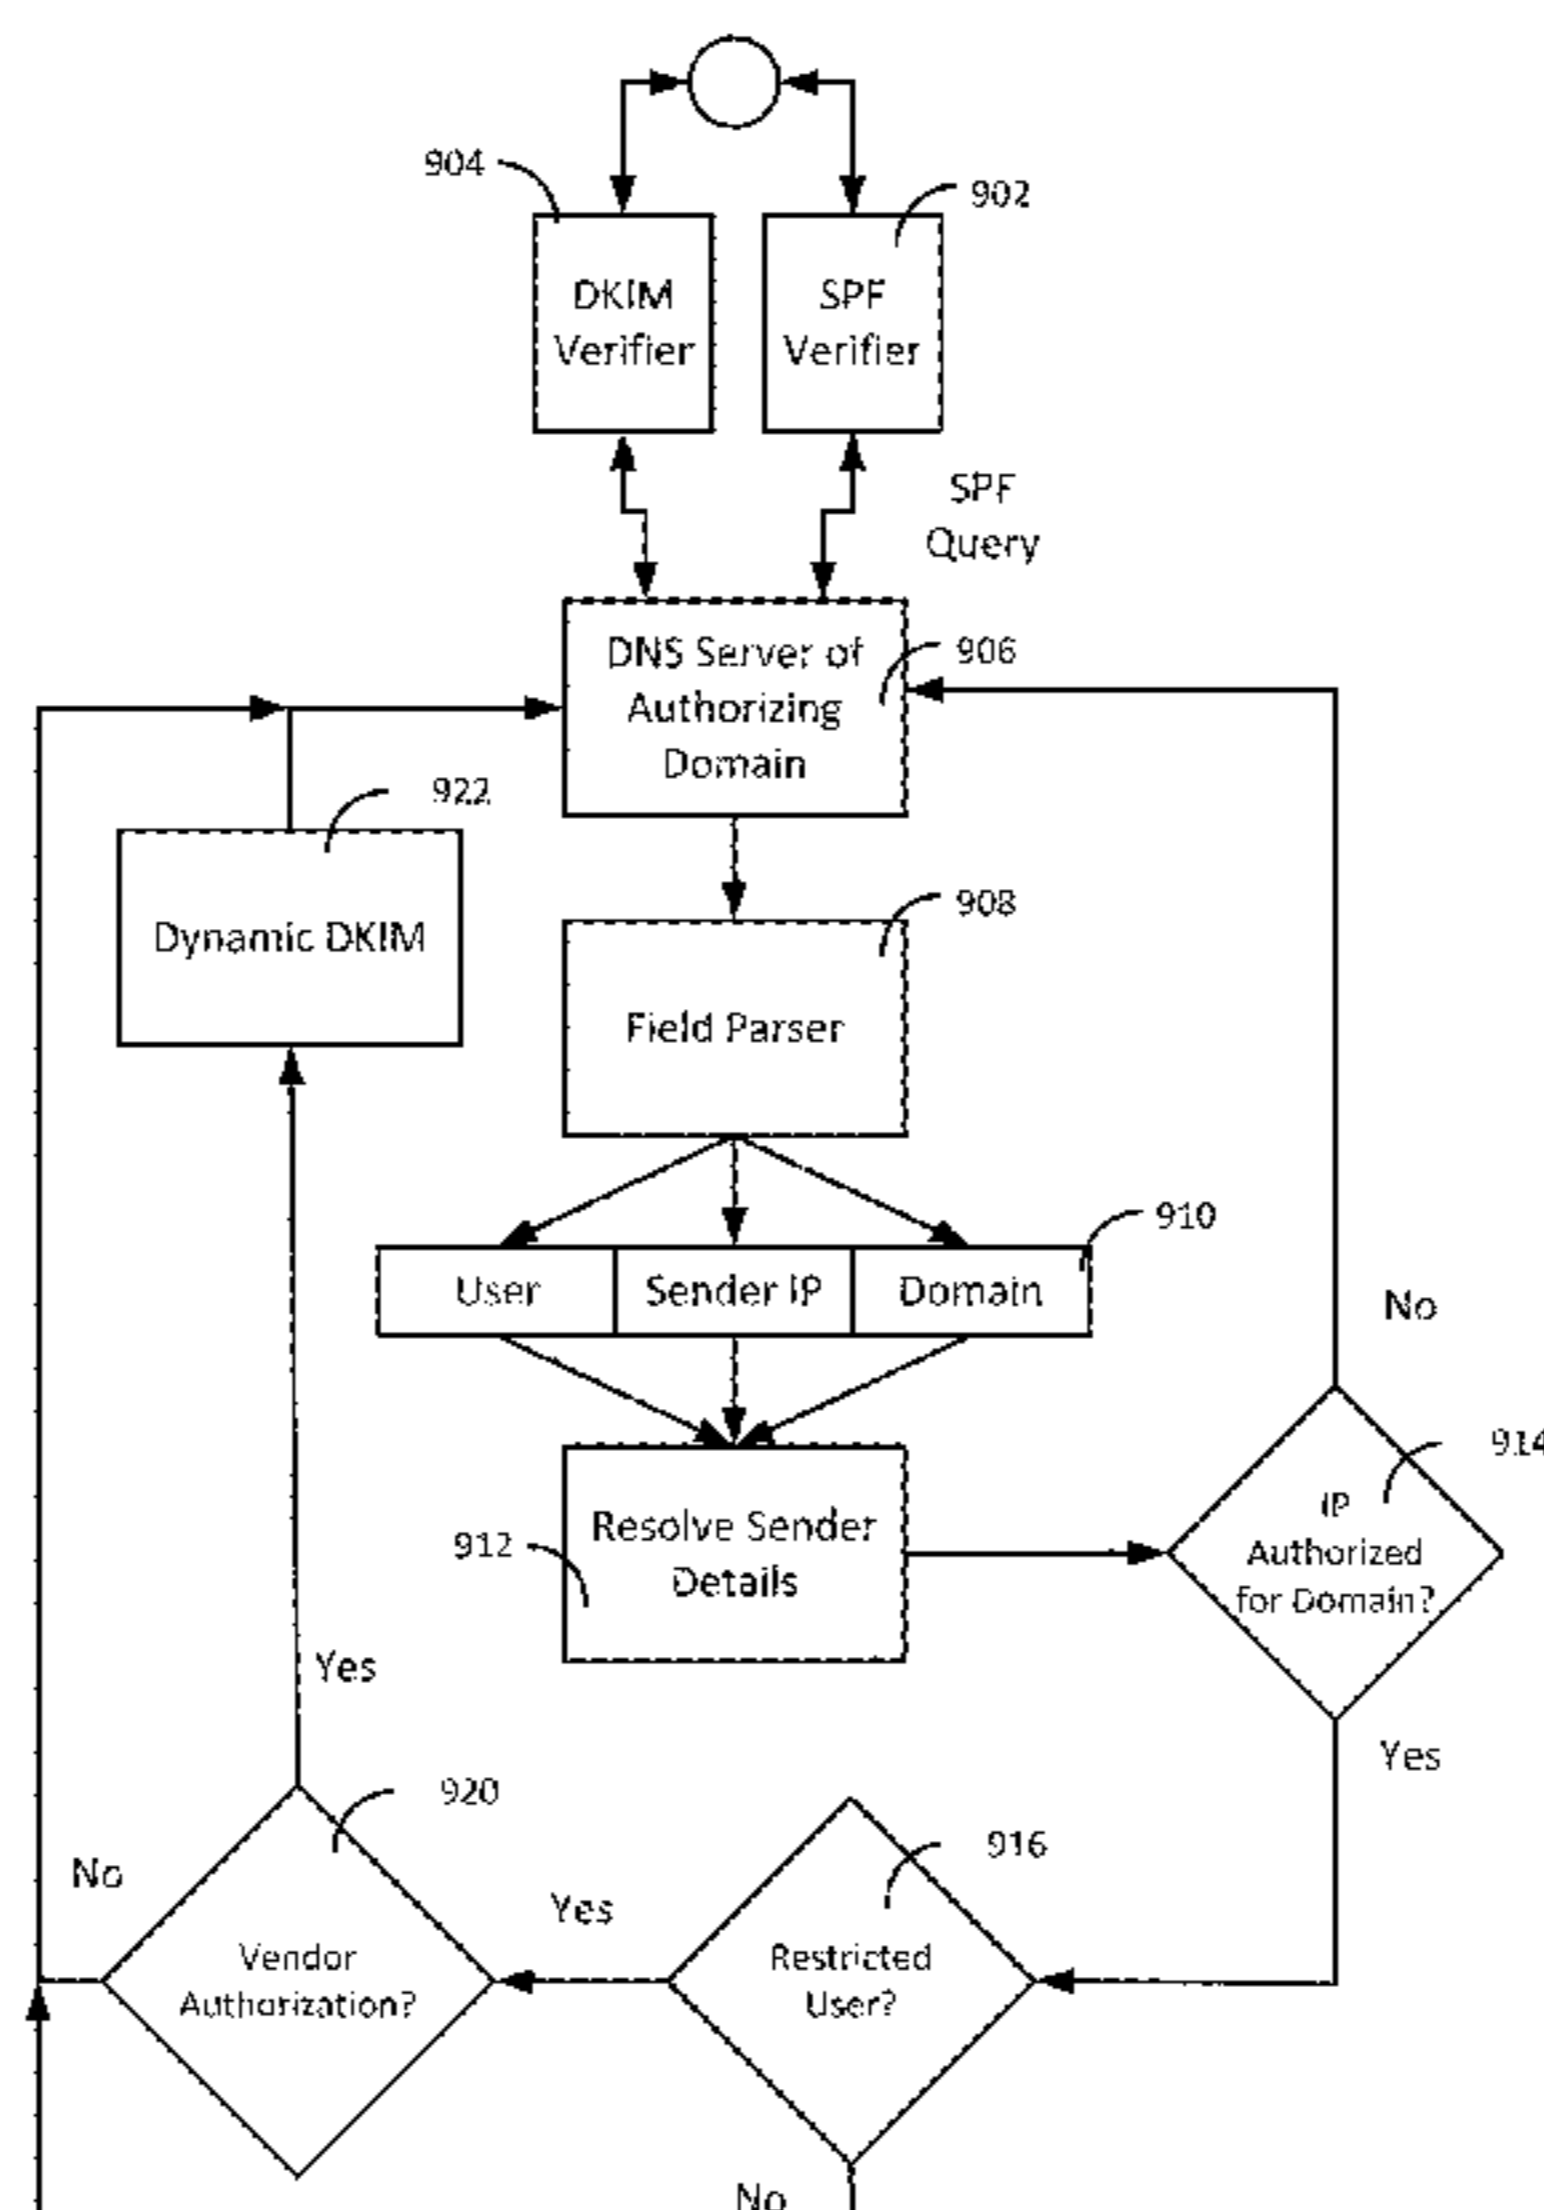 904
902
DKIM
Verifier
SPF
Verifier
SPF
Query
DNS Server of
Authorizing
Domain
906
922
Dynamic DKIM
908
Field Parser
910
User
Sender IP
Domain
No
914
IP
Authorized
for Domain?
912
Resolve Sender
Details
Yes
Yes
920
916
No
Yes
Vendor
Authorization?
Restricted
User?
No